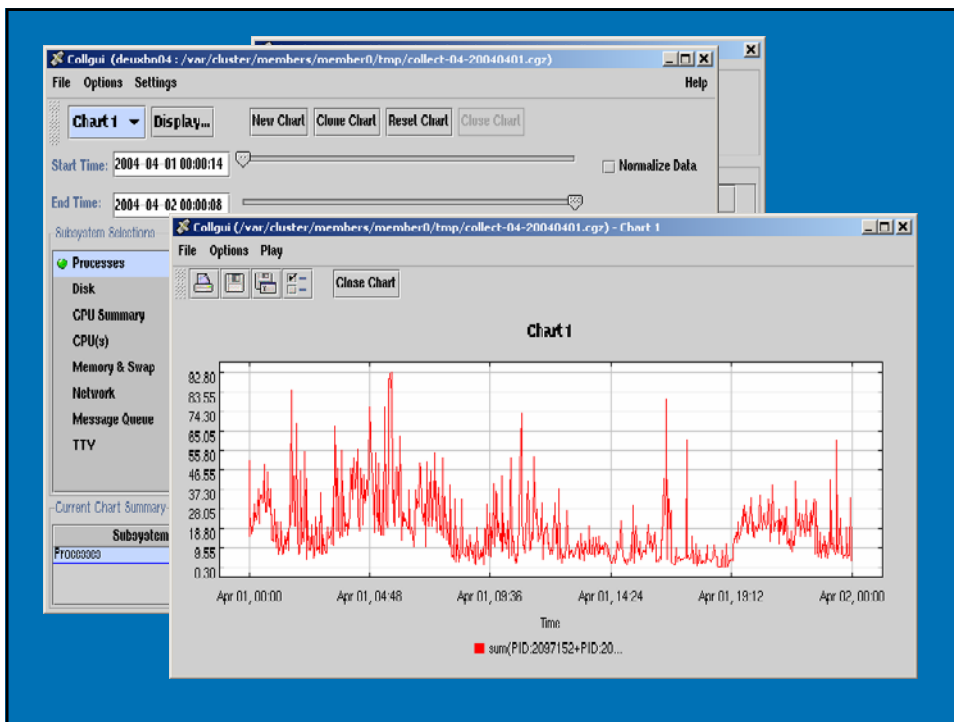 Collgui (deuxbn04 : /var/cluster/members/member0/tmp/collect-04-20040401.cgz)
File Options Settings Help
Chart 1 Display... New Chart Clone Chart Reset Chart Close Chart
Start Time: 2004-04-01 00:00:14 Normalize Data
End Time: 2004-04-02 00:00:08
Subsystem Selections
Processes
Disk
CPU Summary
CPU(s)
Memory & Swap
Network
Message Queue
TTY
Current Chart Summary
Subsystem
Processes
Collgui (/var/cluster/members/member0/tmp/collect-04-20040401.cgz) - Chart 1
File Options Play
Close Chart
Chart 1
92.80
83.55
74.30
65.05
55.80
46.55
37.30
28.05
18.80
9.55
0.30
Apr 01, 00:00 Apr 01, 04:48 Apr 01, 09:36 Apr 01, 14:24 Apr 01, 19:12 Apr 02, 00:00
Time
sum(PID:2097152+PID:20...